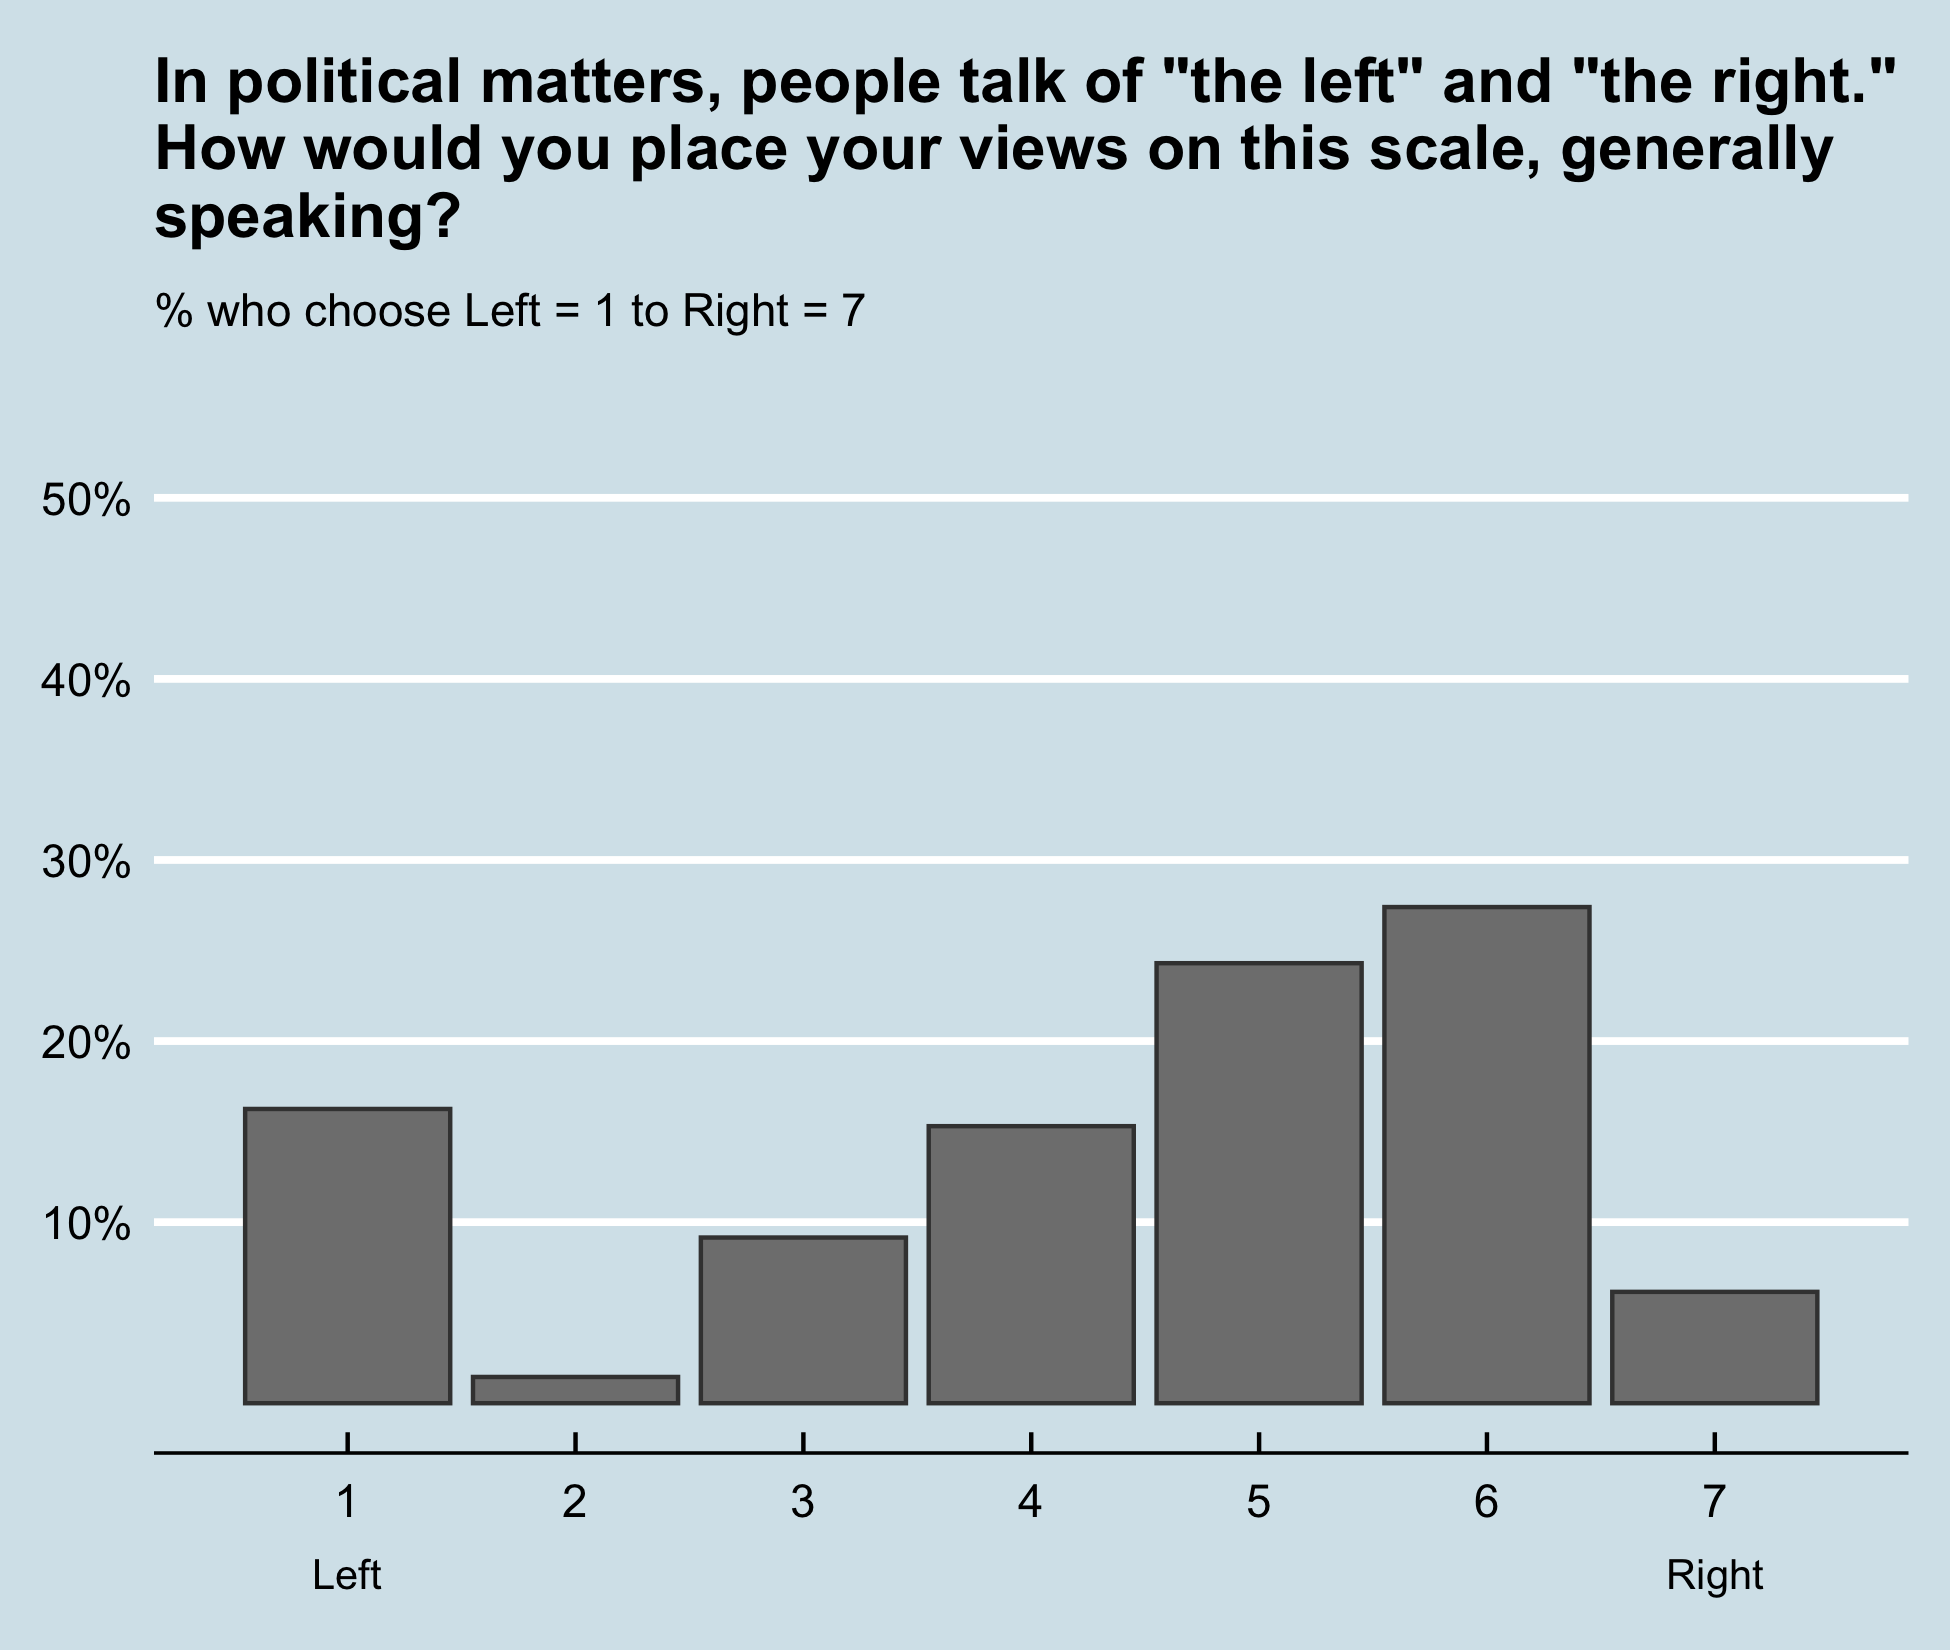 In political matters, people talk of "the left" and "the right."
How would you place your views on this scale, generally
speaking?
% who choose Left = 1 to Right = 7
50%
40%
30%
20%
10%
1 2 3 4 5 6 7
Left Right